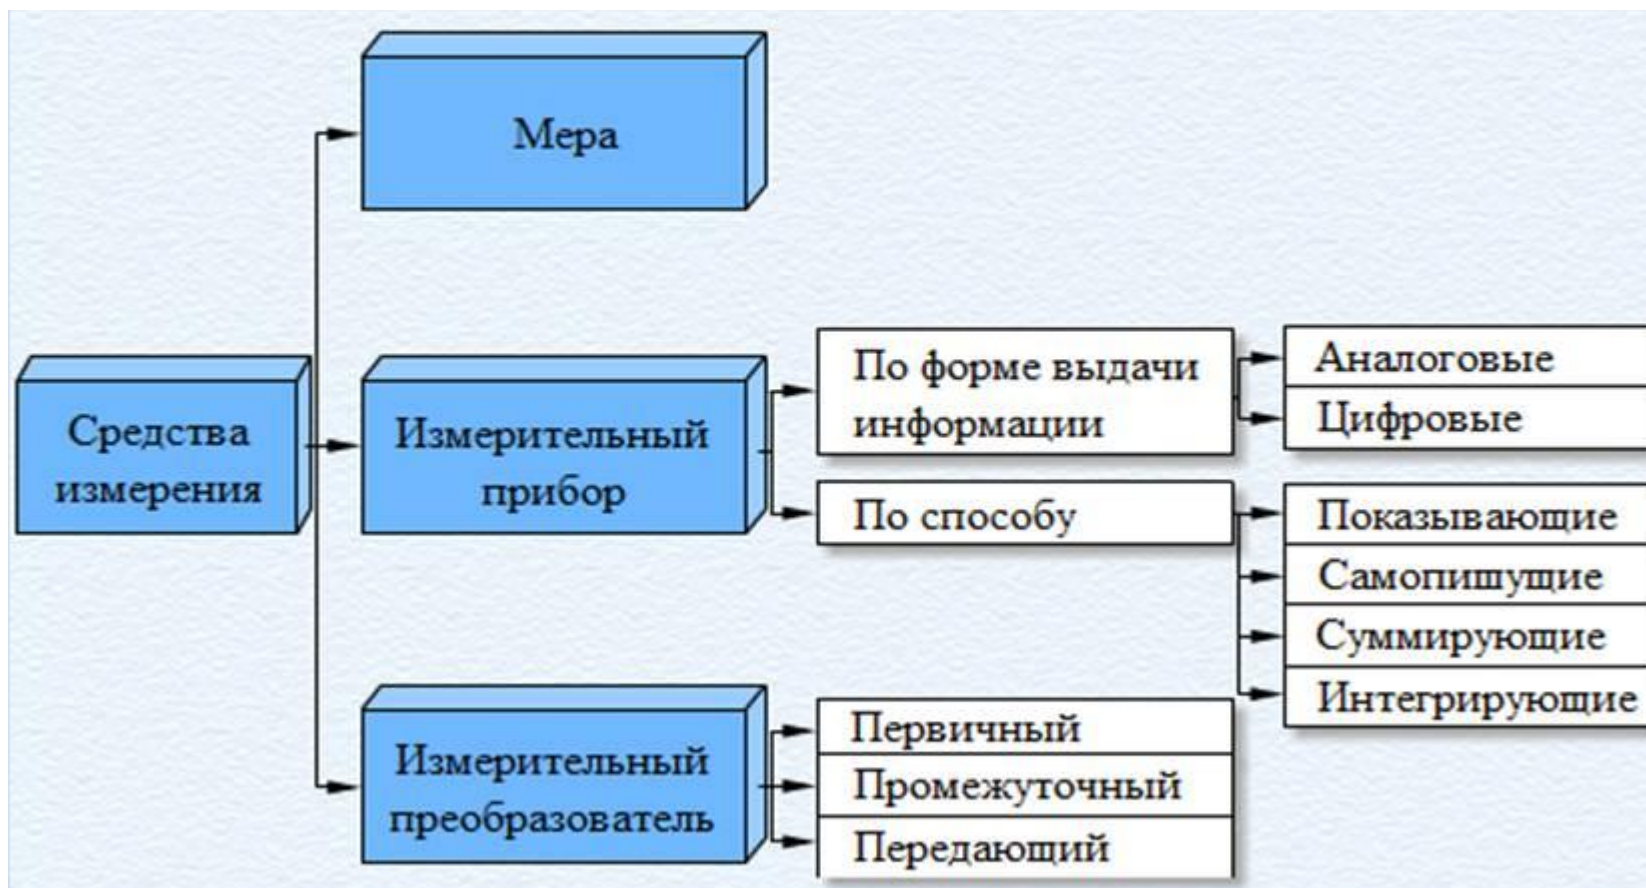 Мера
Средства
измерения
Измерительный
прибор
По форме выдачи
информации
Аналоговые
Цифровые
По способу
Показывающие
Самопишущие
Суммирующие
Интегрирующие
Измерительный
преобразователь
Первичный
Промежуточный
Передающий